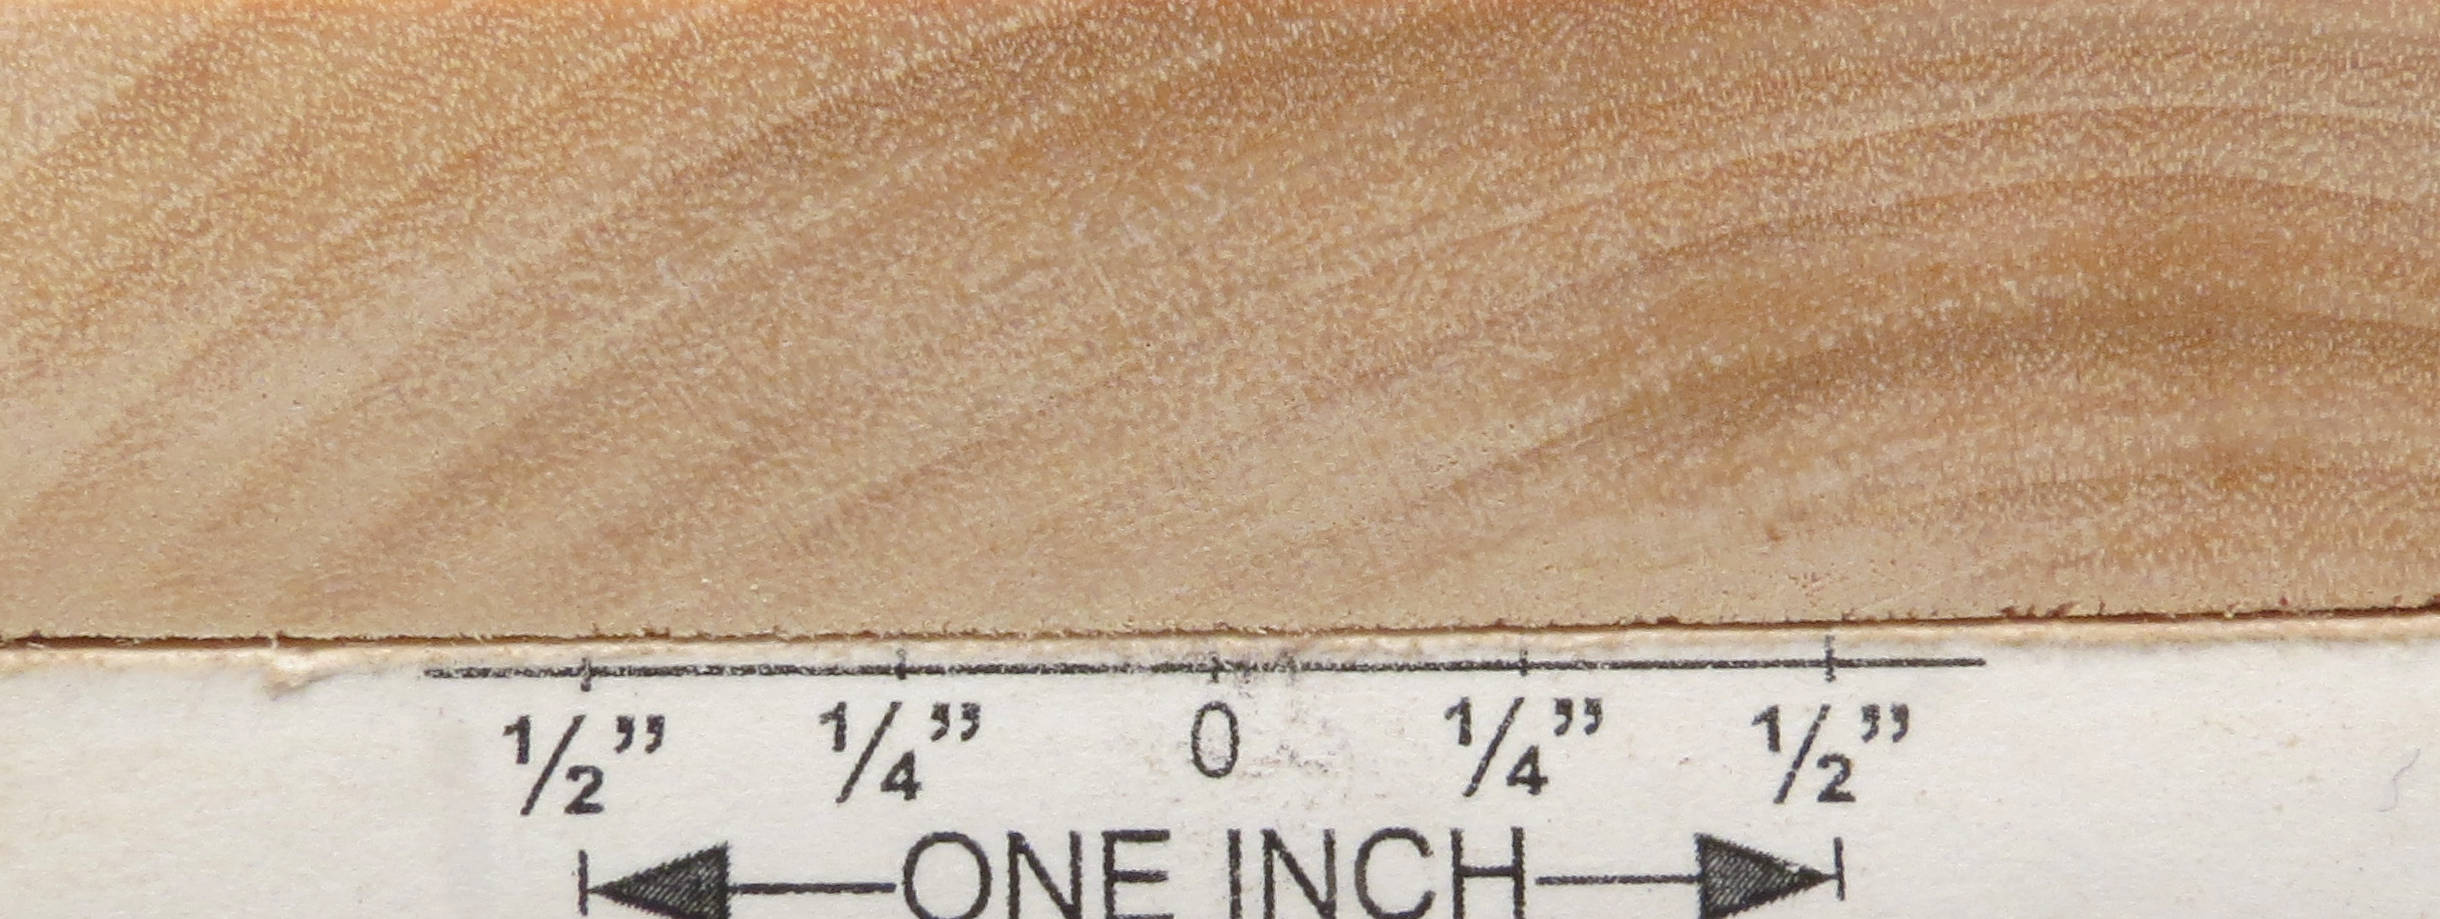 1/2” 1/4” 0 1/4” 1/2”
ONE INCH